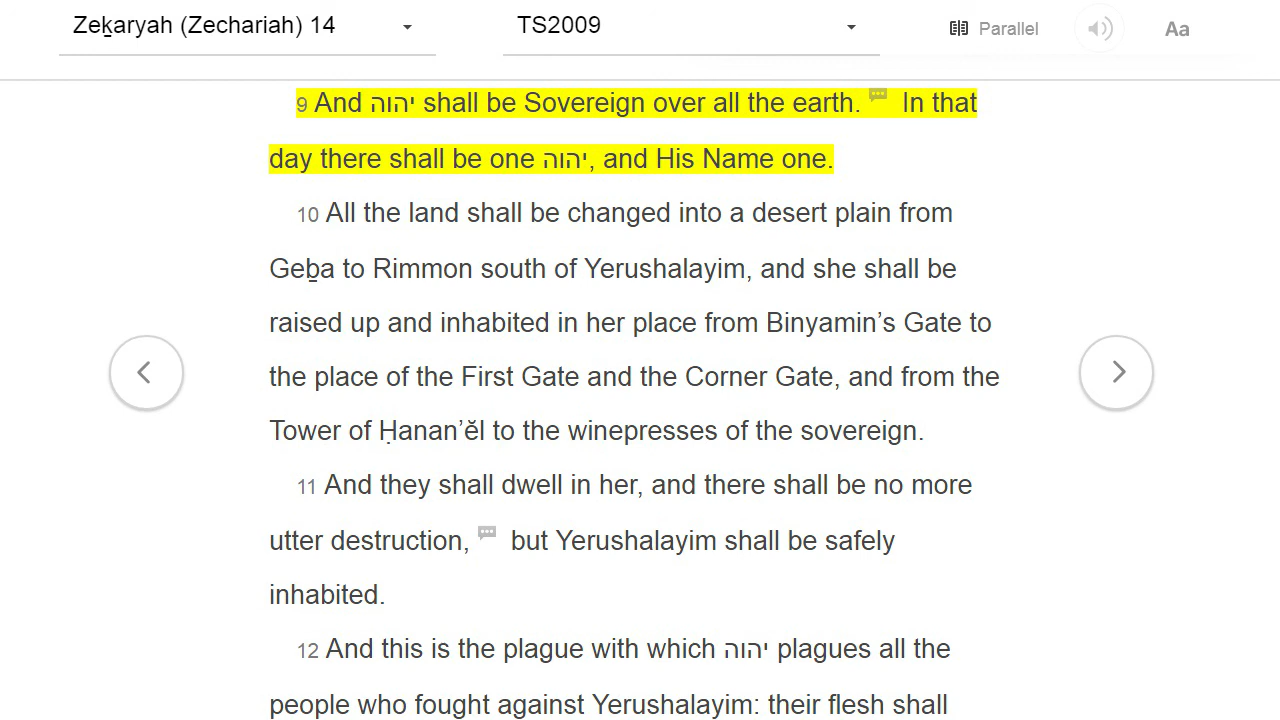 Zeḵaryah (Zechariah) 14
TS2009
Parallel
Aa
9 And יהוה shall be Sovereign over all the earth. In that
day there shall be one יהוה, and His Name one.
10 All the land shall be changed into a desert plain from
Geḇa to Rimmon south of Yerushalayim, and she shall be
raised up and inhabited in her place from Binyamin’s Gate to
the place of the First Gate and the Corner Gate, and from the
Tower of Ḥanan’ĕl to the winepresses of the sovereign.
11 And they shall dwell in her, and there shall be no more
utter destruction, but Yerushalayim shall be safely
inhabited.
12 And this is the plague with which יהוה plagues all the
people who fought against Yerushalayim: their flesh shall